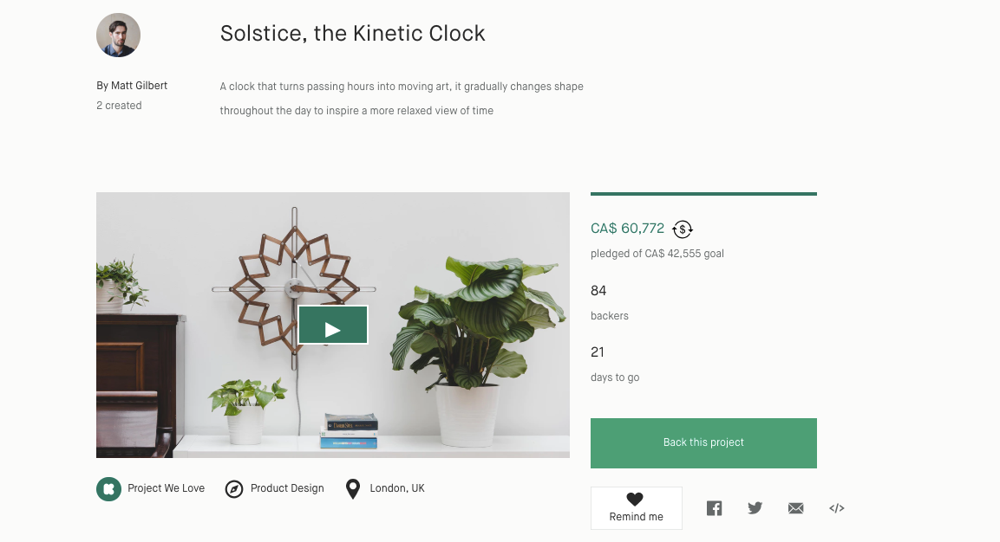 Solstice, the Kinetic Clock
By Matt Gilbert
2 created
A clock that turns passing hours into moving art, it gradually changes shape
throughout the day to inspire a more relaxed view of time
CA$ 60,772
pledged of CA$ 42,555 goal
84
backers
21
days to go
Back this project
Project We Love
Product Design
London, UK
Remind me